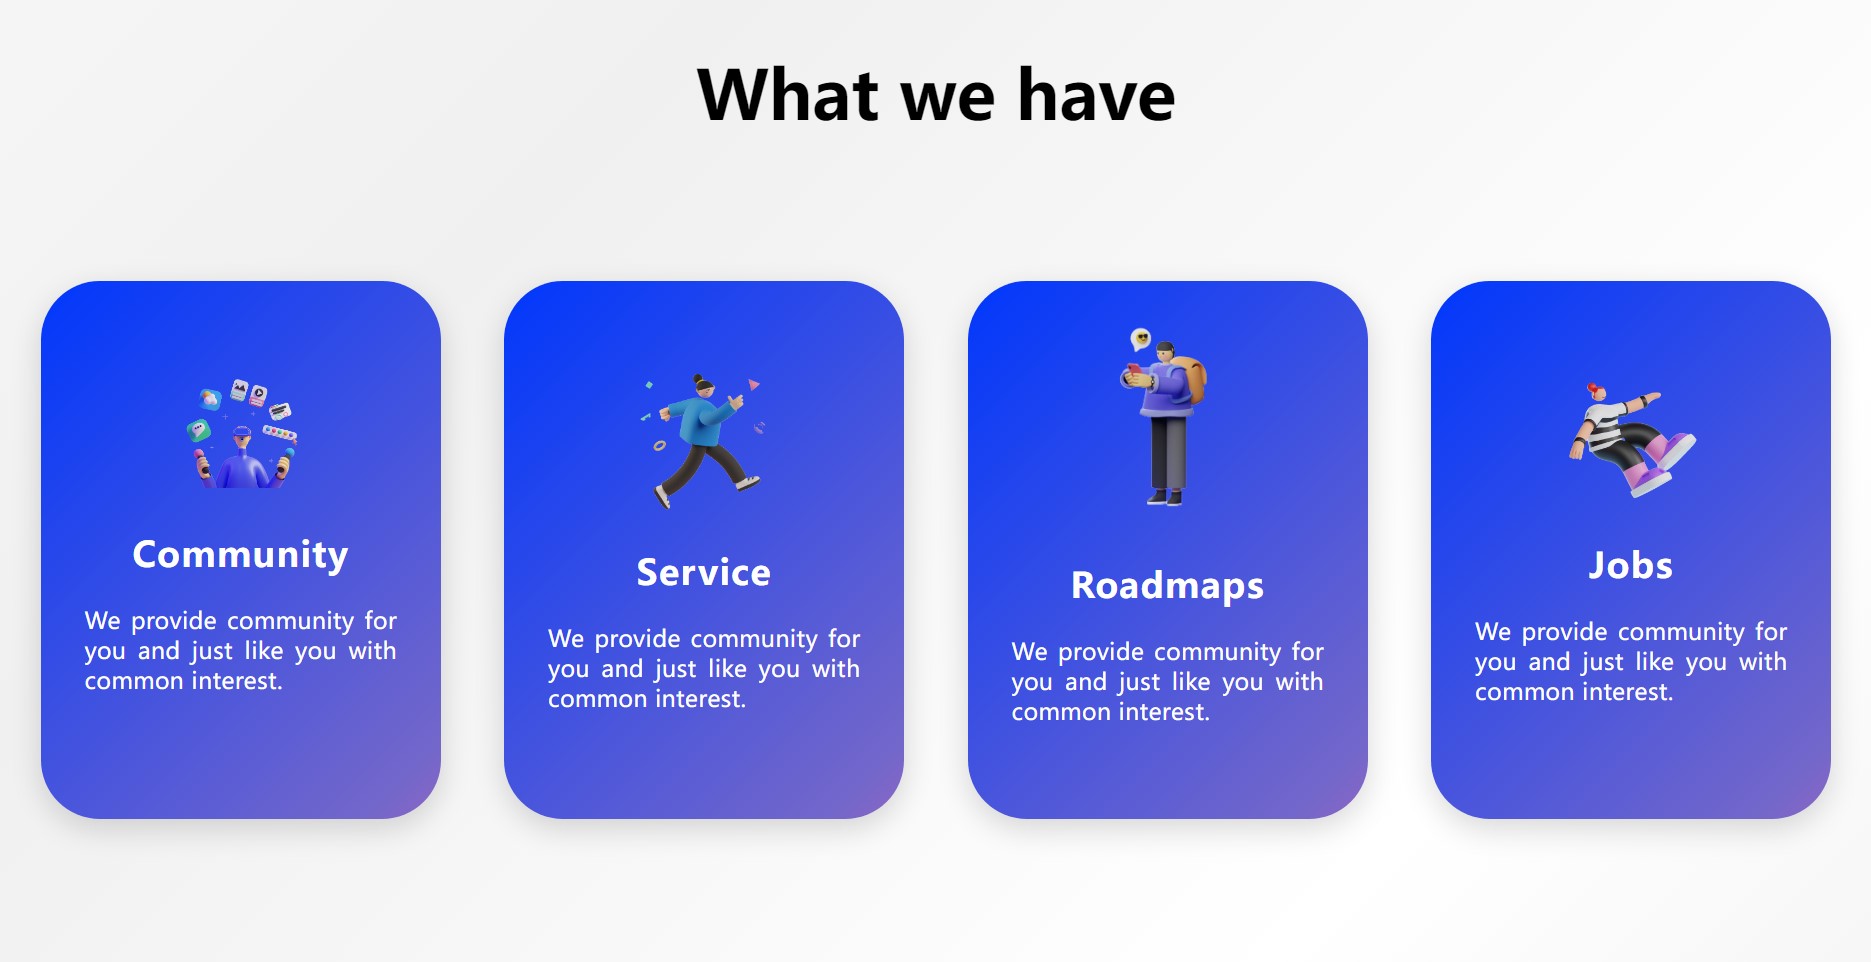 What we have
Community
We provide community for
you and just like you with
common interest.
Service
We provide community for
you and just like you with
common interest.
Roadmaps
We provide community for
you and just like you with
common interest.
Jobs
We provide community for
you and just like you with
common interest.